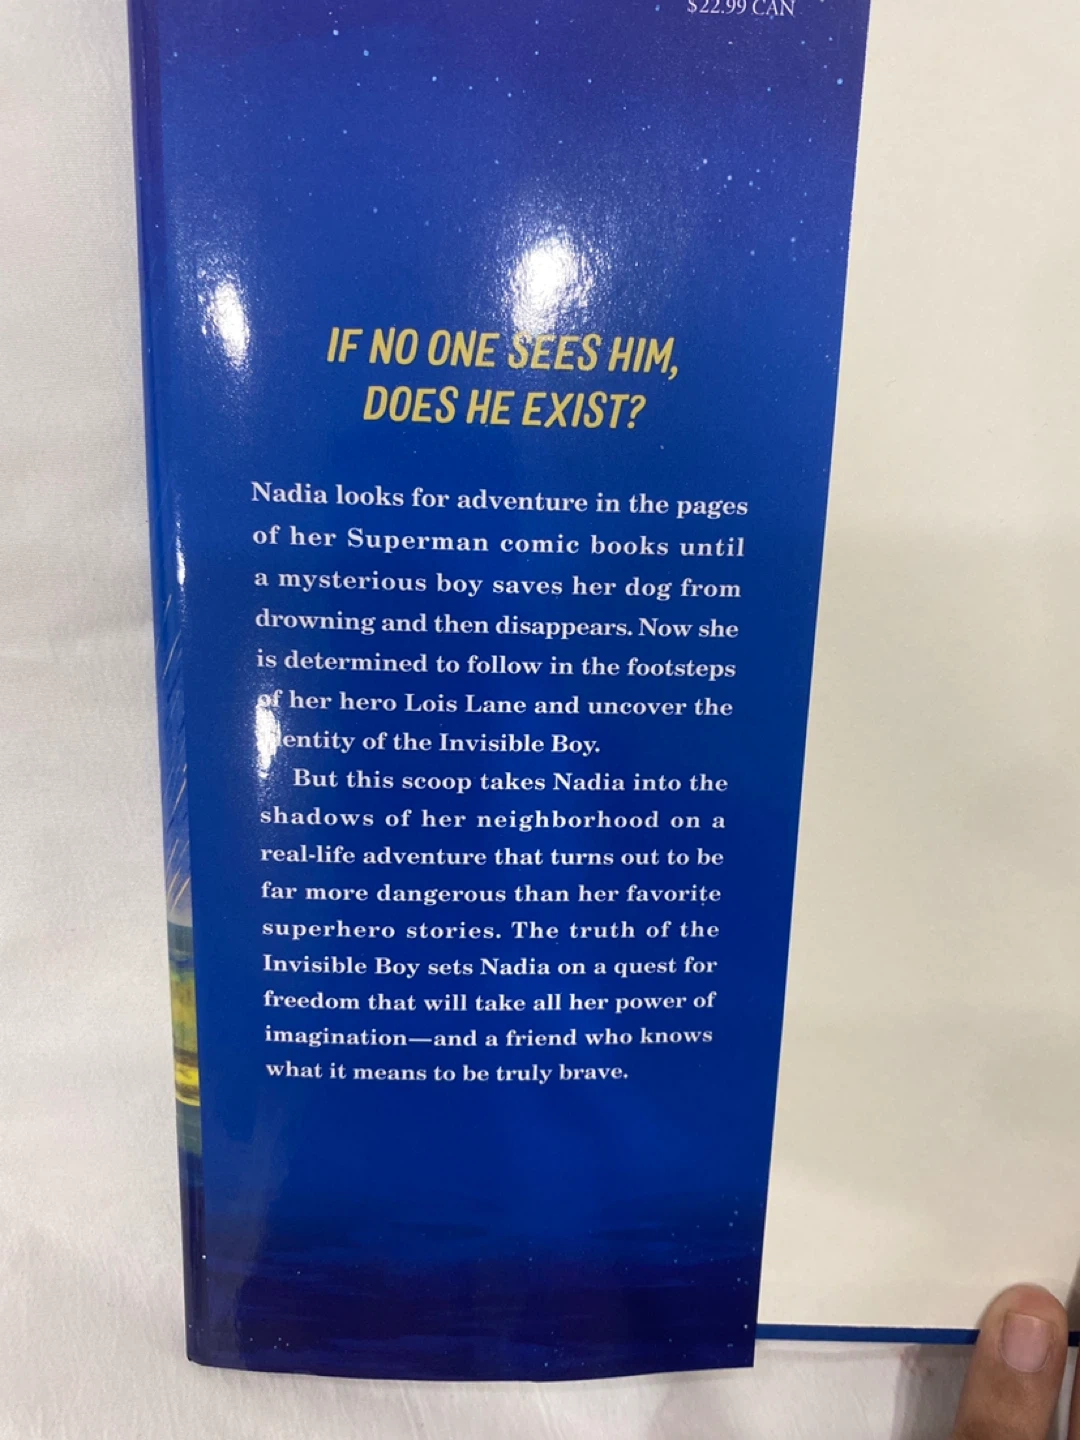 $22.99 CAN
IF NO ONE SEES HIM,
DOES HE EXIST?
Nadia looks for adventure in the pages
of her Superman comic books until
a mysterious boy saves her dog from
drowning and then disappears. Now she
is determined to follow in the footsteps
of her hero Lois Lane and uncover the
identity of the Invisible Boy.
But this scoop takes Nadia into the
shadows of her neighborhood on a
real-life adventure that turns out to be
far more dangerous than her favorite
superhero stories. The truth of the
Invisible Boy sets Nadia on a quest for
freedom that will take all her power of
imagination—and a friend who knows
what it means to be truly brave.